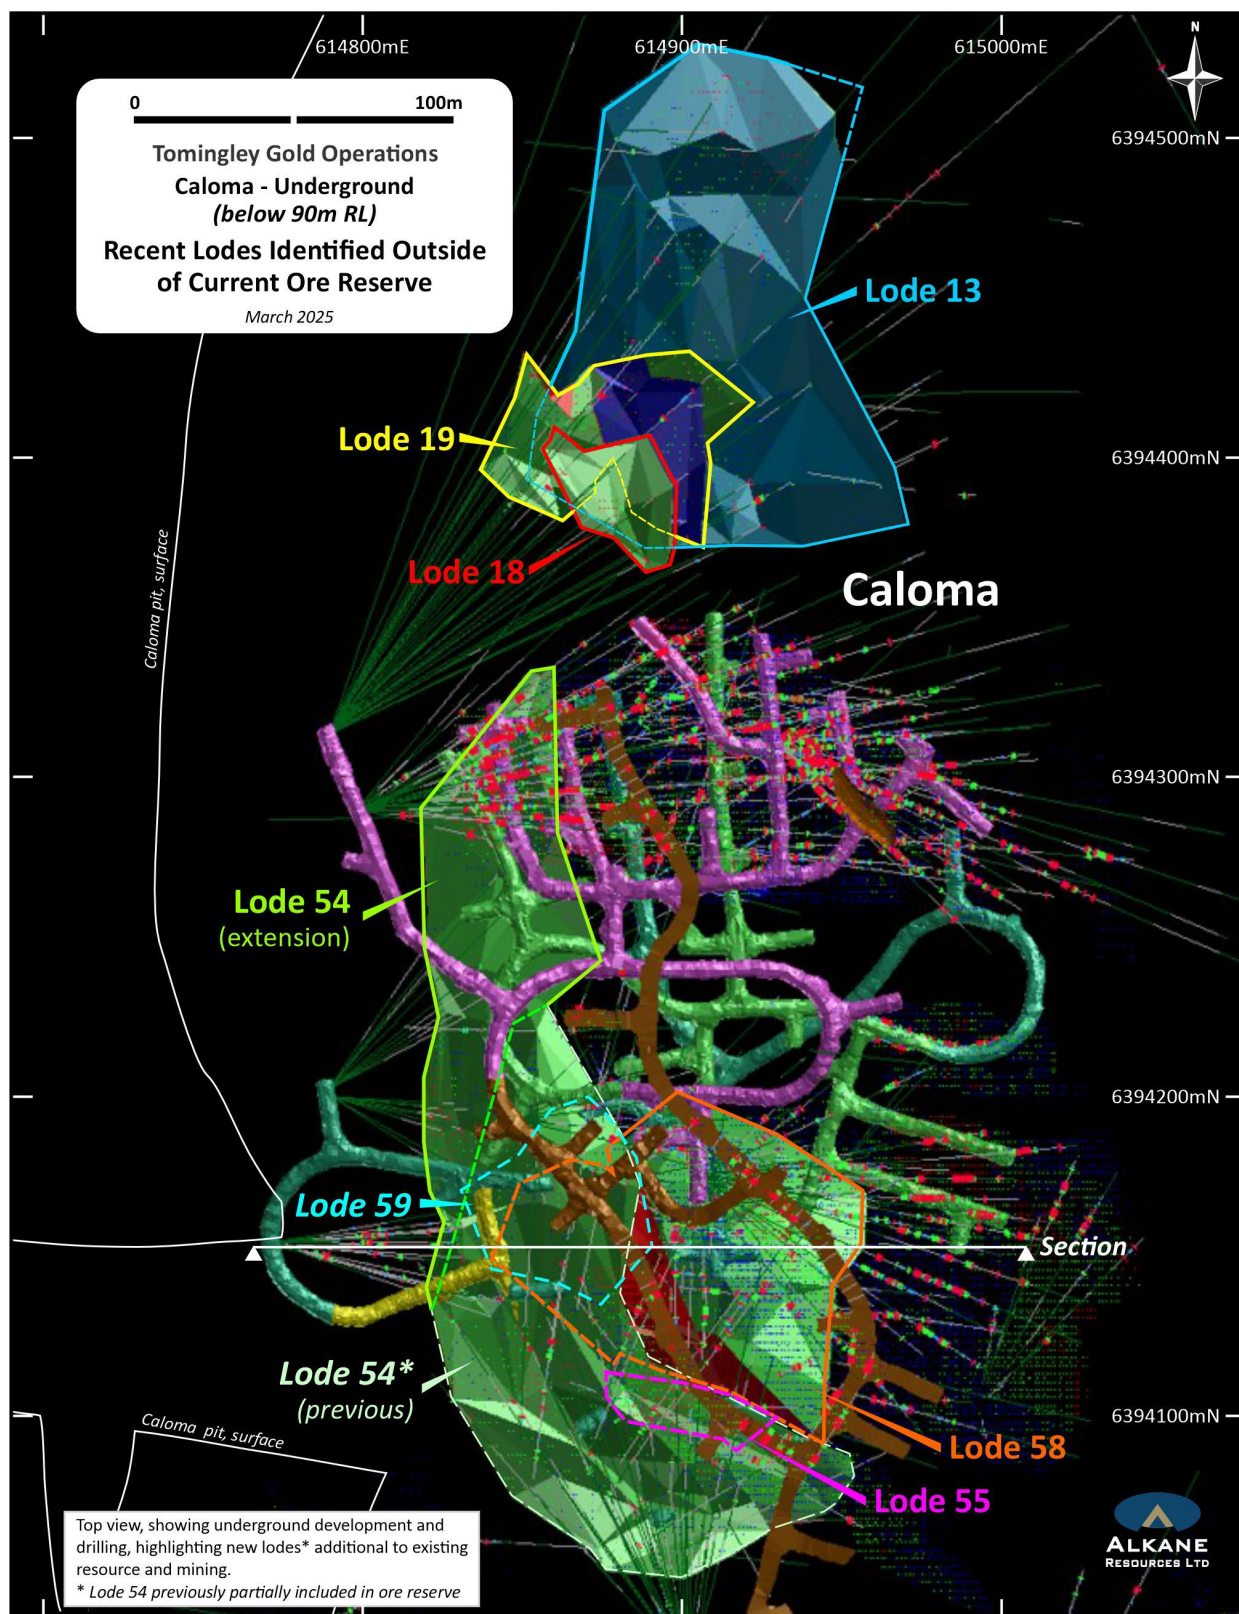 614800mE
614900mE
615000mE
N
0 100m
Tomingley Gold Operations
Caloma - Underground
(below 90m RL)
Recent Lodes Identified Outside
of Current Ore Reserve
March 2025
6394500mN
Lode 13
Lode 19
6394400mN
Lode 18
Caloma
Caloma pit, surface
6394300mN
Lode 54
(extension)
6394200mN
Lode 59
Section
Lode 54*
(previous)
6394100mN
Caloma pit, surface
Lode 58
Lode 55
Top view, showing underground development and
drilling, highlighting new lodes* additional to existing
resource and mining.
* Lode 54 previously partially included in ore reserve
ALKANE
RESOURCES LTD